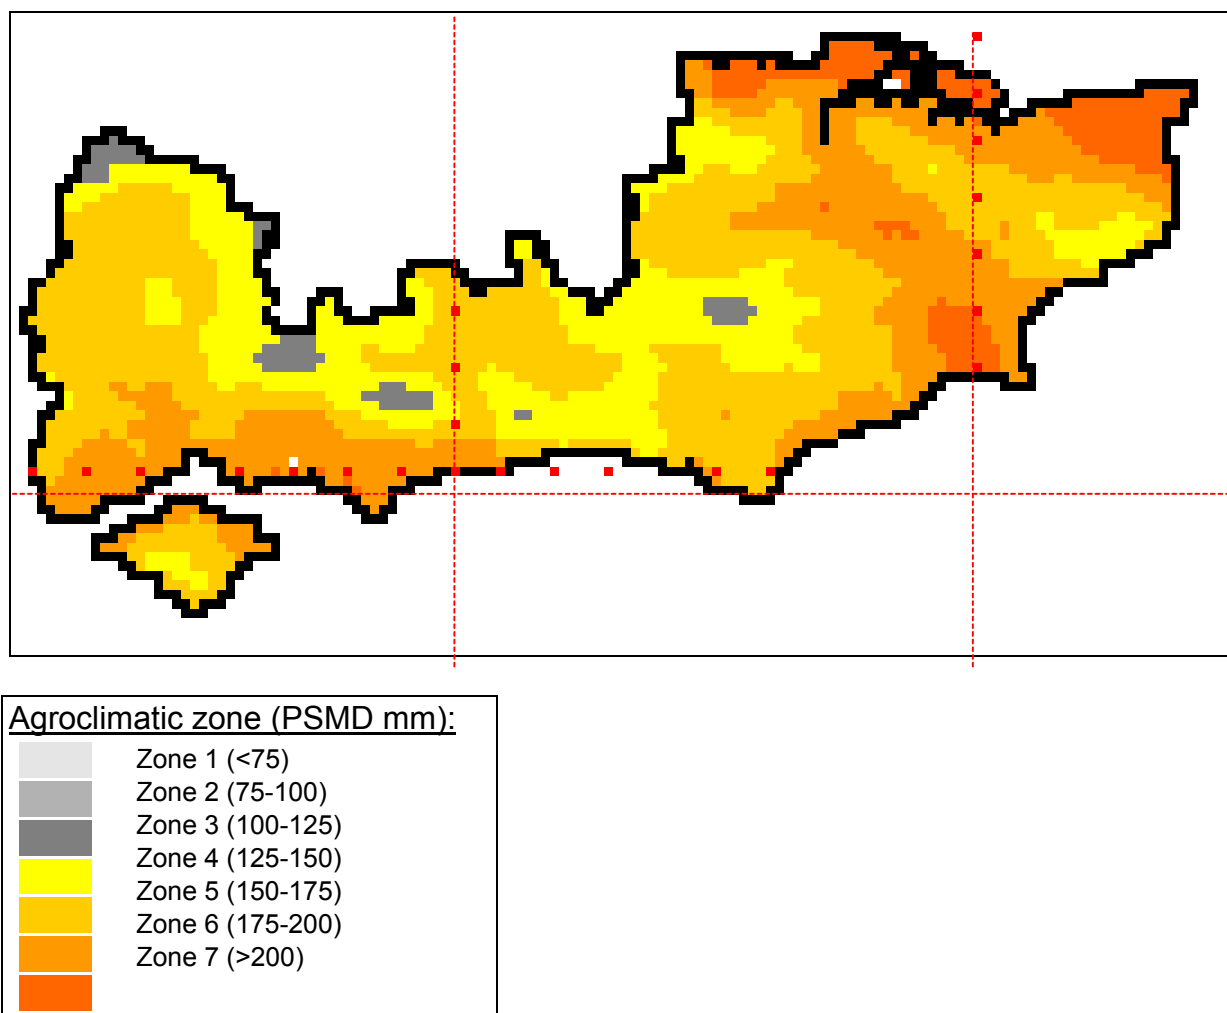 Agroclimatic zone (PSMD mm):
Zone 1 (<75)
Zone 2 (75-100)
Zone 3 (100-125)
Zone 4 (125-150)
Zone 5 (150-175)
Zone 6 (175-200)
Zone 7 (>200)